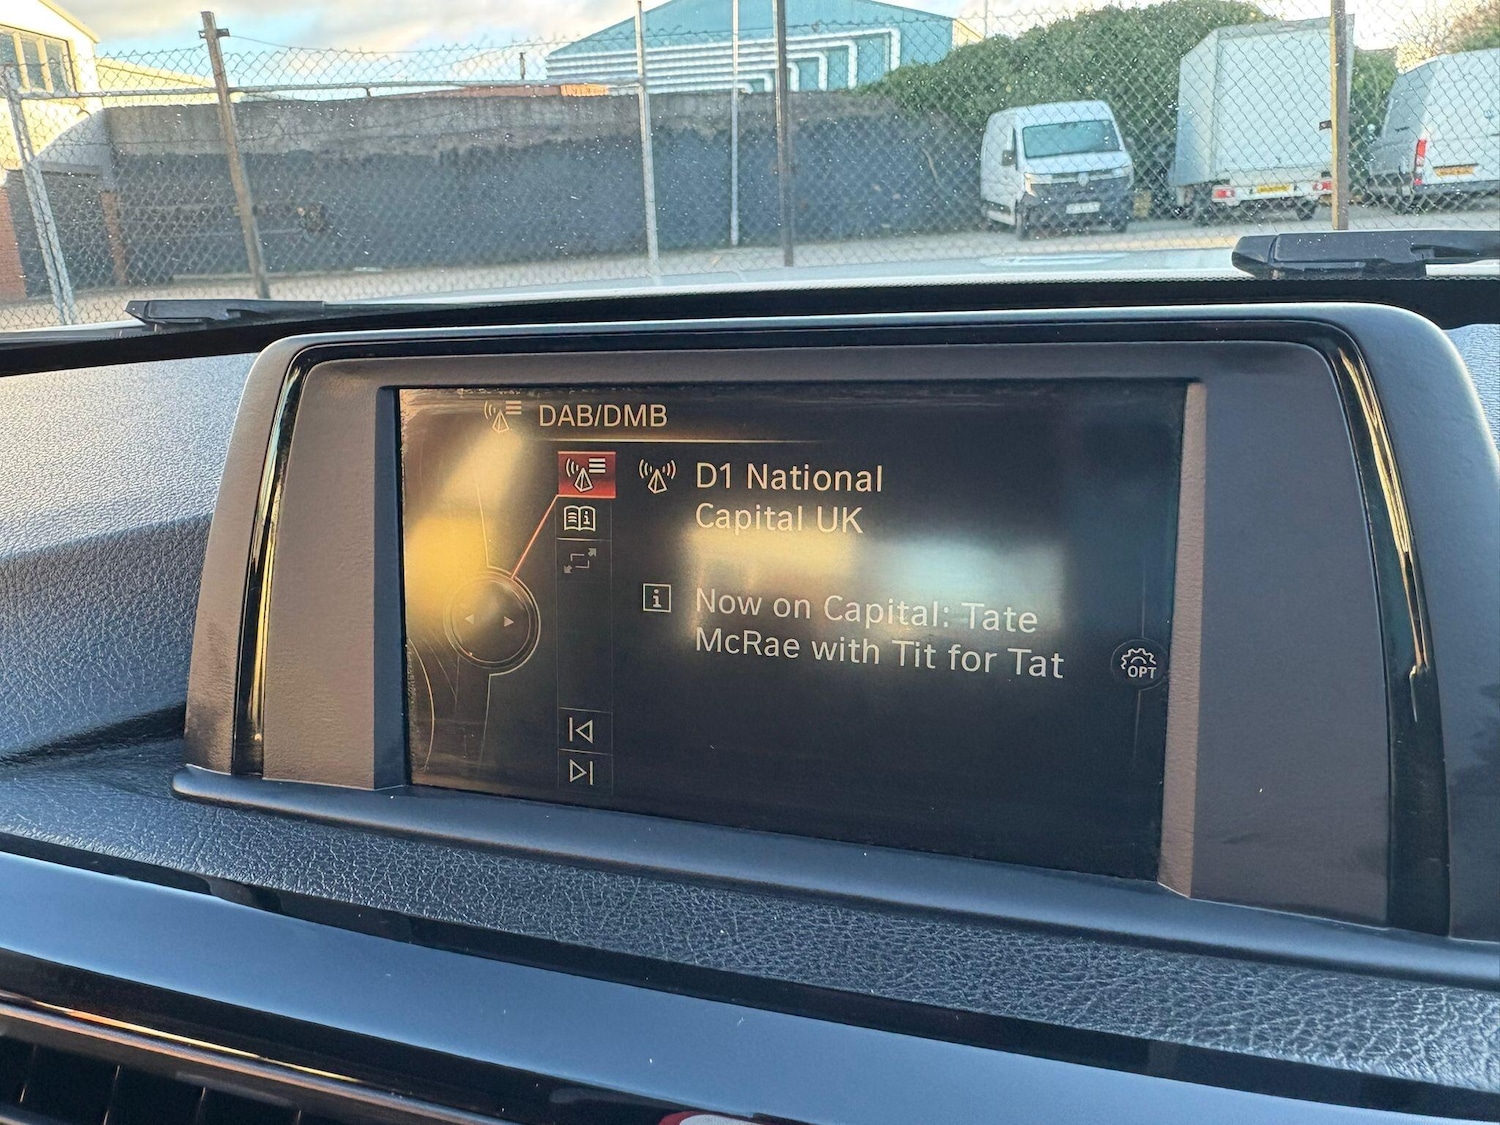 DAB/DMB
D1 National
Capital UK
i
Now on Capital: Tate
McRae with Tit for Tat
OPT